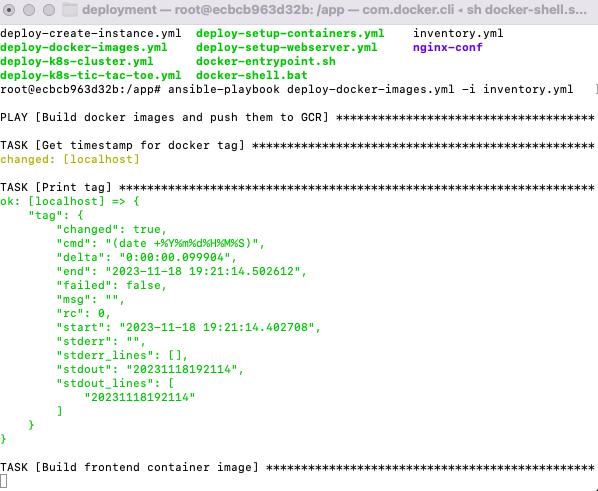 deployment — root@ecbcb963d32b: /app — com.docker.cli ◂ sh docker-shell.s...
deploy-create-instance.yml deploy-setup-containers.yml inventory.yml
deploy-docker-images.yml deploy-setup-webserver.yml nginx-conf
deploy-k8s-cluster.yml docker-entrypoint.sh
deploy-k8s-tic-tac-toe.yml docker-shell.bat
root@ecbcb963d32b:/app# ansible-playbook deploy-docker-images.yml -i inventory.yml ]
PLAY [Build docker images and push them to GCR] *************************************
TASK [Get timestamp for docker tag] *************************************************
changed: [localhost]
TASK [Print tag] ********************************************************************
ok: [localhost] => {
    "tag": {
        "changed": true,
        "cmd": "(date +%Y%m%d%H%M%S)",
        "delta": "0:00:00.099904",
        "end": "2023-11-18 19:21:14.502612",
        "failed": false,
        "msg": "",
        "rc": 0,
        "start": "2023-11-18 19:21:14.402708",
        "stderr": "",
        "stderr_lines": [],
        "stdout": "20231118192114",
        "stdout_lines": [
            "20231118192114"
        ]
    }
}
TASK [Build frontend container image] ***********************************************